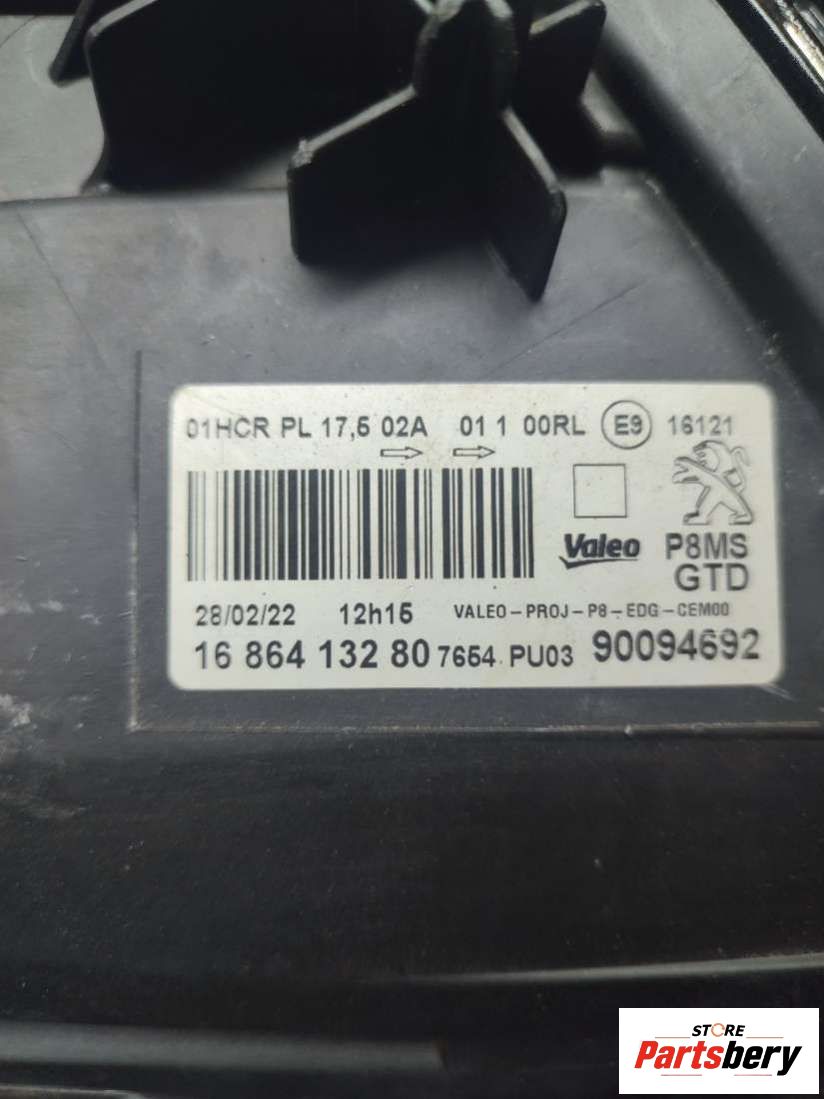 01HCR PL 17,5 02A 01 1 00RL E9 16121
Valeo P8MS
GTD
28/02/22 12h15 VALEO-PROJ-P8-EDG-CEM00
16 864 132 80 7654 PU03 90094692
STORE
Partsbery